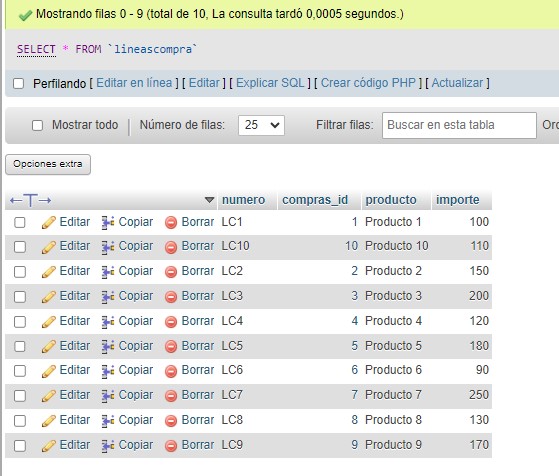 Mostrando filas 0 - 9 (total de 10, La consulta tardó 0,0005 segundos.)
SELECT * FROM `lineascompra`
Perfilando [ Editar en línea ] [ Editar ] [ Explicar SQL ] [ Crear código PHP ] [ Actualizar ]
Mostrar todo | Número de filas: 25 Filtrar filas: Buscar en esta tabla Orc
Opciones extra
←T→ numero compras_id producto importe
Editar Copiar Borrar LC1 1 Producto 1 100
Editar Copiar Borrar LC10 10 Producto 10 110
Editar Copiar Borrar LC2 2 Producto 2 150
Editar Copiar Borrar LC3 3 Producto 3 200
Editar Copiar Borrar LC4 4 Producto 4 120
Editar Copiar Borrar LC5 5 Producto 5 180
Editar Copiar Borrar LC6 6 Producto 6 90
Editar Copiar Borrar LC7 7 Producto 7 250
Editar Copiar Borrar LC8 8 Producto 8 130
Editar Copiar Borrar LC9 9 Producto 9 170